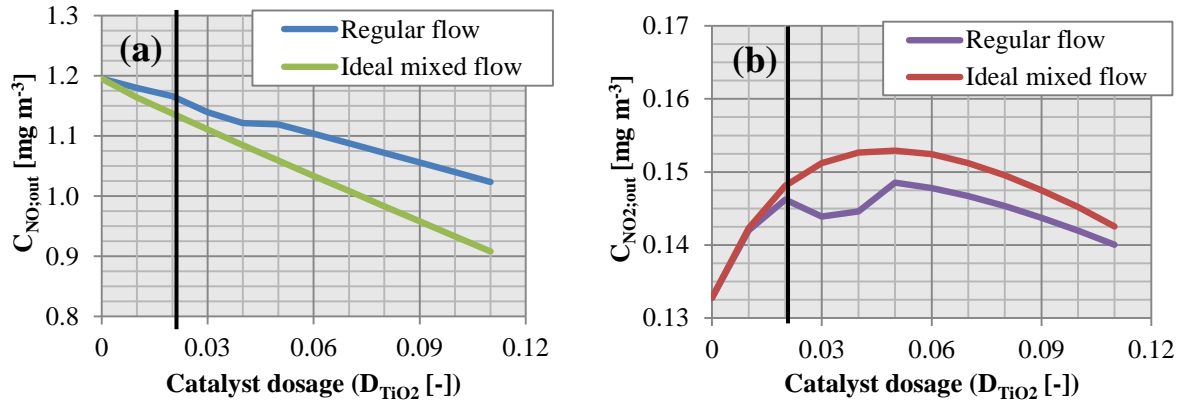 (a)
Regular flow
Ideal mixed flow
C_NO;out [mg m⁻³]
1.3
1.2
1.1
1.0
0.9
0.8
0
0.03
0.06
0.09
0.12
Catalyst dosage (D_TiO2 [-])
(b)
Regular flow
Ideal mixed flow
C_NO2;out [mg m⁻³]
0.17
0.16
0.15
0.14
0.13
0
0.03
0.06
0.09
0.12
Catalyst dosage (D_TiO2 [-])